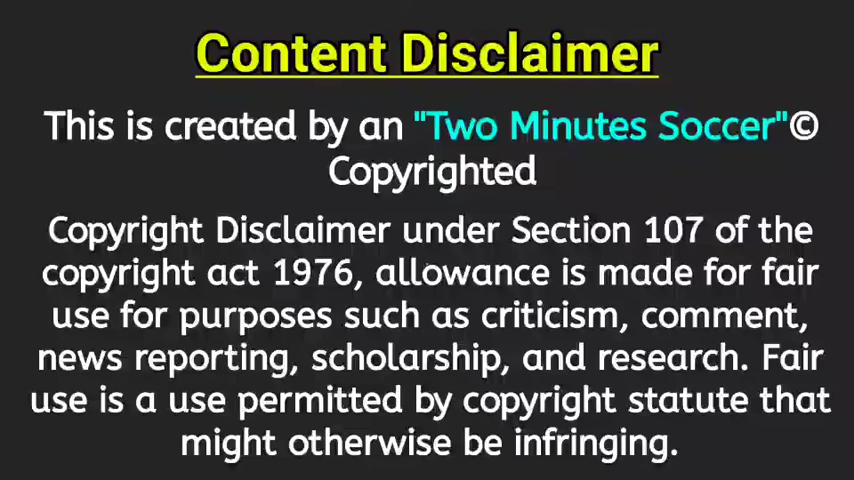 Content Disclaimer
This is created by an "Two Minutes Soccer"©
Copyrighted
Copyright Disclaimer under Section 107 of the
copyright act 1976, allowance is made for fair
use for purposes such as criticism, comment,
news reporting, scholarship, and research. Fair
use is a use permitted by copyright statute that
might otherwise be infringing.